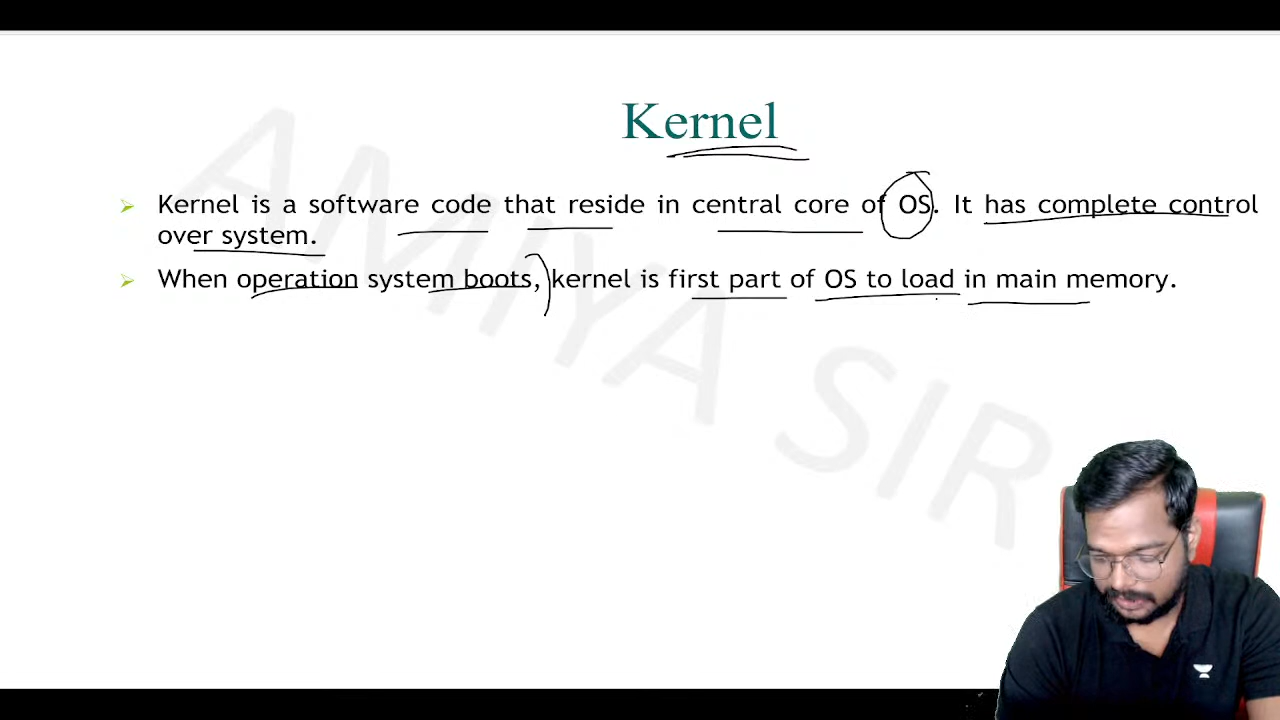 Kernel
Kernel is a software code that reside in central core of OS. It has complete control
over system.
When operation system boots, kernel is first part of OS to load in main memory.
AMIYA SIR